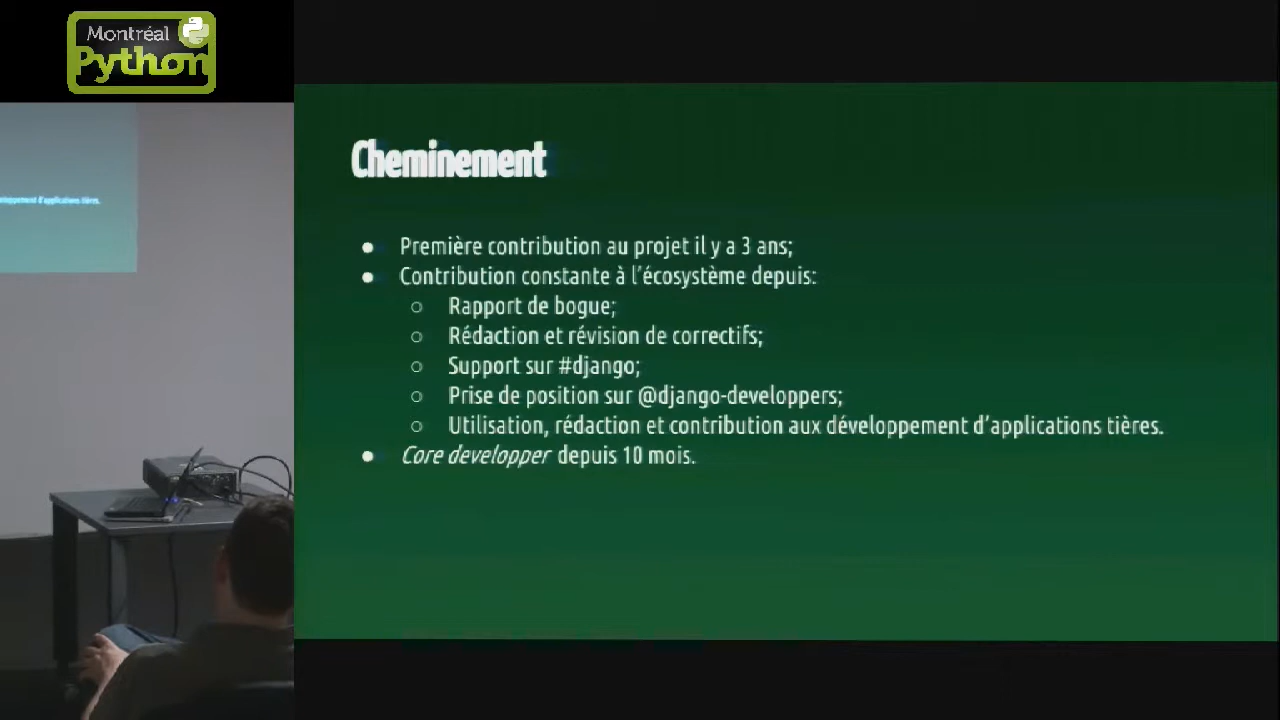 Montréal
Python
Cheminement
Première contribution au projet il y a 3 ans;
Contribution constante à l'écosystème depuis:
Rapport de bogue;
Rédaction et révision de correctifs;
Support sur #django;
Prise de position sur @django-developpers;
Utilisation, rédaction et contribution aux développement d'applications tières.
Core developper depuis 10 mois.
d'applications tières.